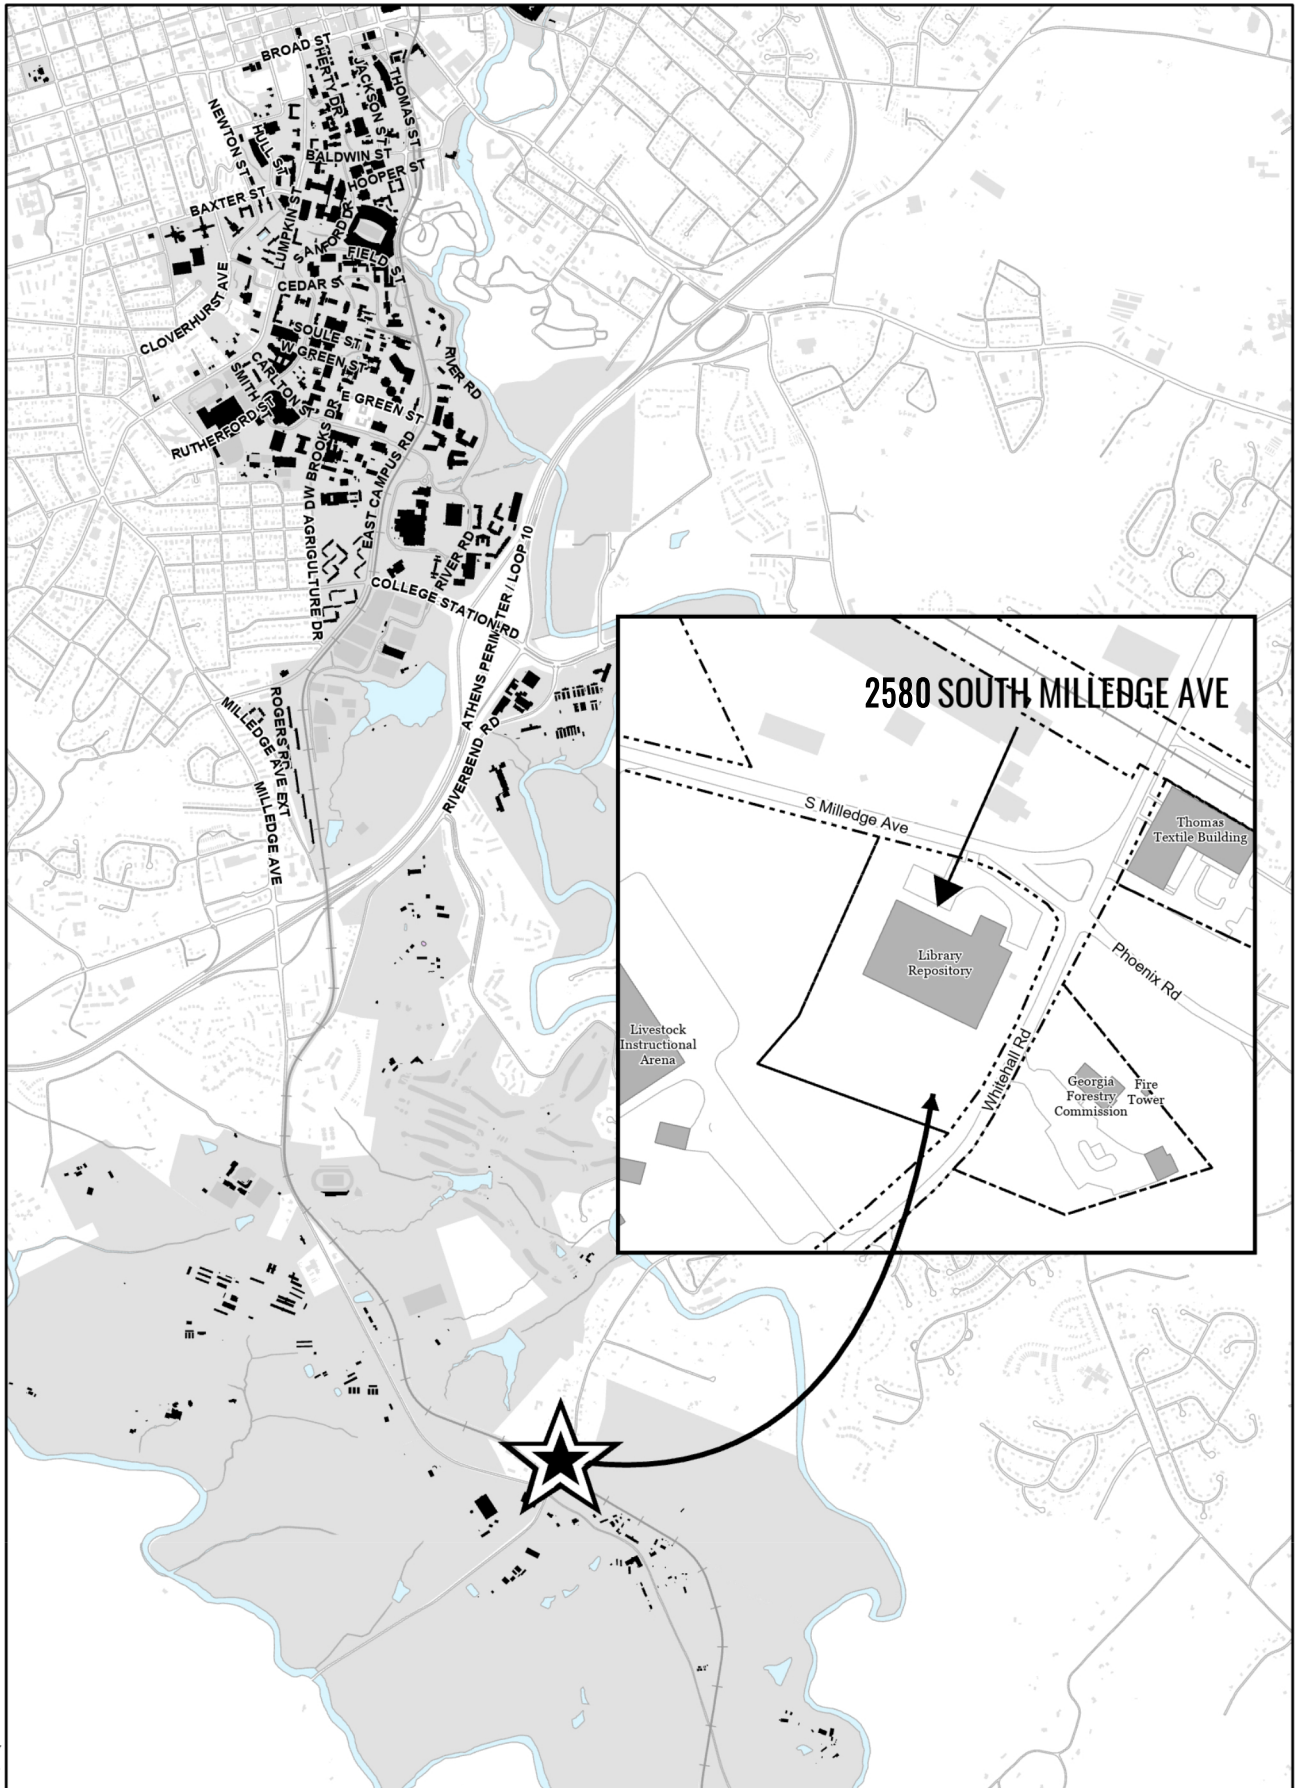 BROAD ST
HERTY DR
JACKSON ST
THOMAS ST
NEWTON ST
HULL ST
BALDWIN ST
HOOPER ST
BAXTER ST
LUMPKIN ST
SANFORD DR
FIELD ST
CEDAR ST
CLOVERHURST AVE
SOULE ST
W GREEN ST
RIVER RD
CARLTON ST
SMITH ST
E GREEN ST
RUTHERFORD ST
DW BROOKS DR
EAST CAMPUS RD
AGRIGULTURE DR
RIVER RD
COLLEGE STATION RD
ATHENS PERIMETER / LOOP 10
ROGERS RD
MILLEDGE AVE EXT
MILLEDGE AVE
RIVERBEND RD
2580 SOUTH MILLEDGE AVE
S Milledge Ave
Thomas
Textile Building
Library
Repository
Phoenix Rd
Livestock
Instructional
Arena
Whitehall Rd
Georgia
Forestry
Commission
Fire
Tower